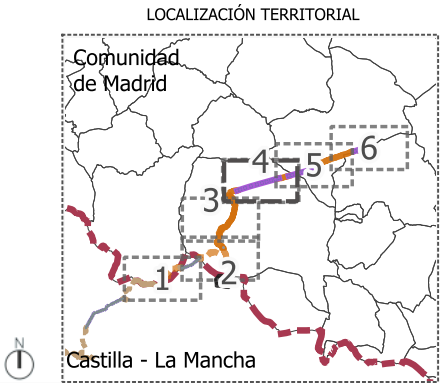 LOCALIZACIÓN TERRITORIAL
Comunidad
de Madrid
6
4
5
3
2
1
N
Castilla - La Mancha